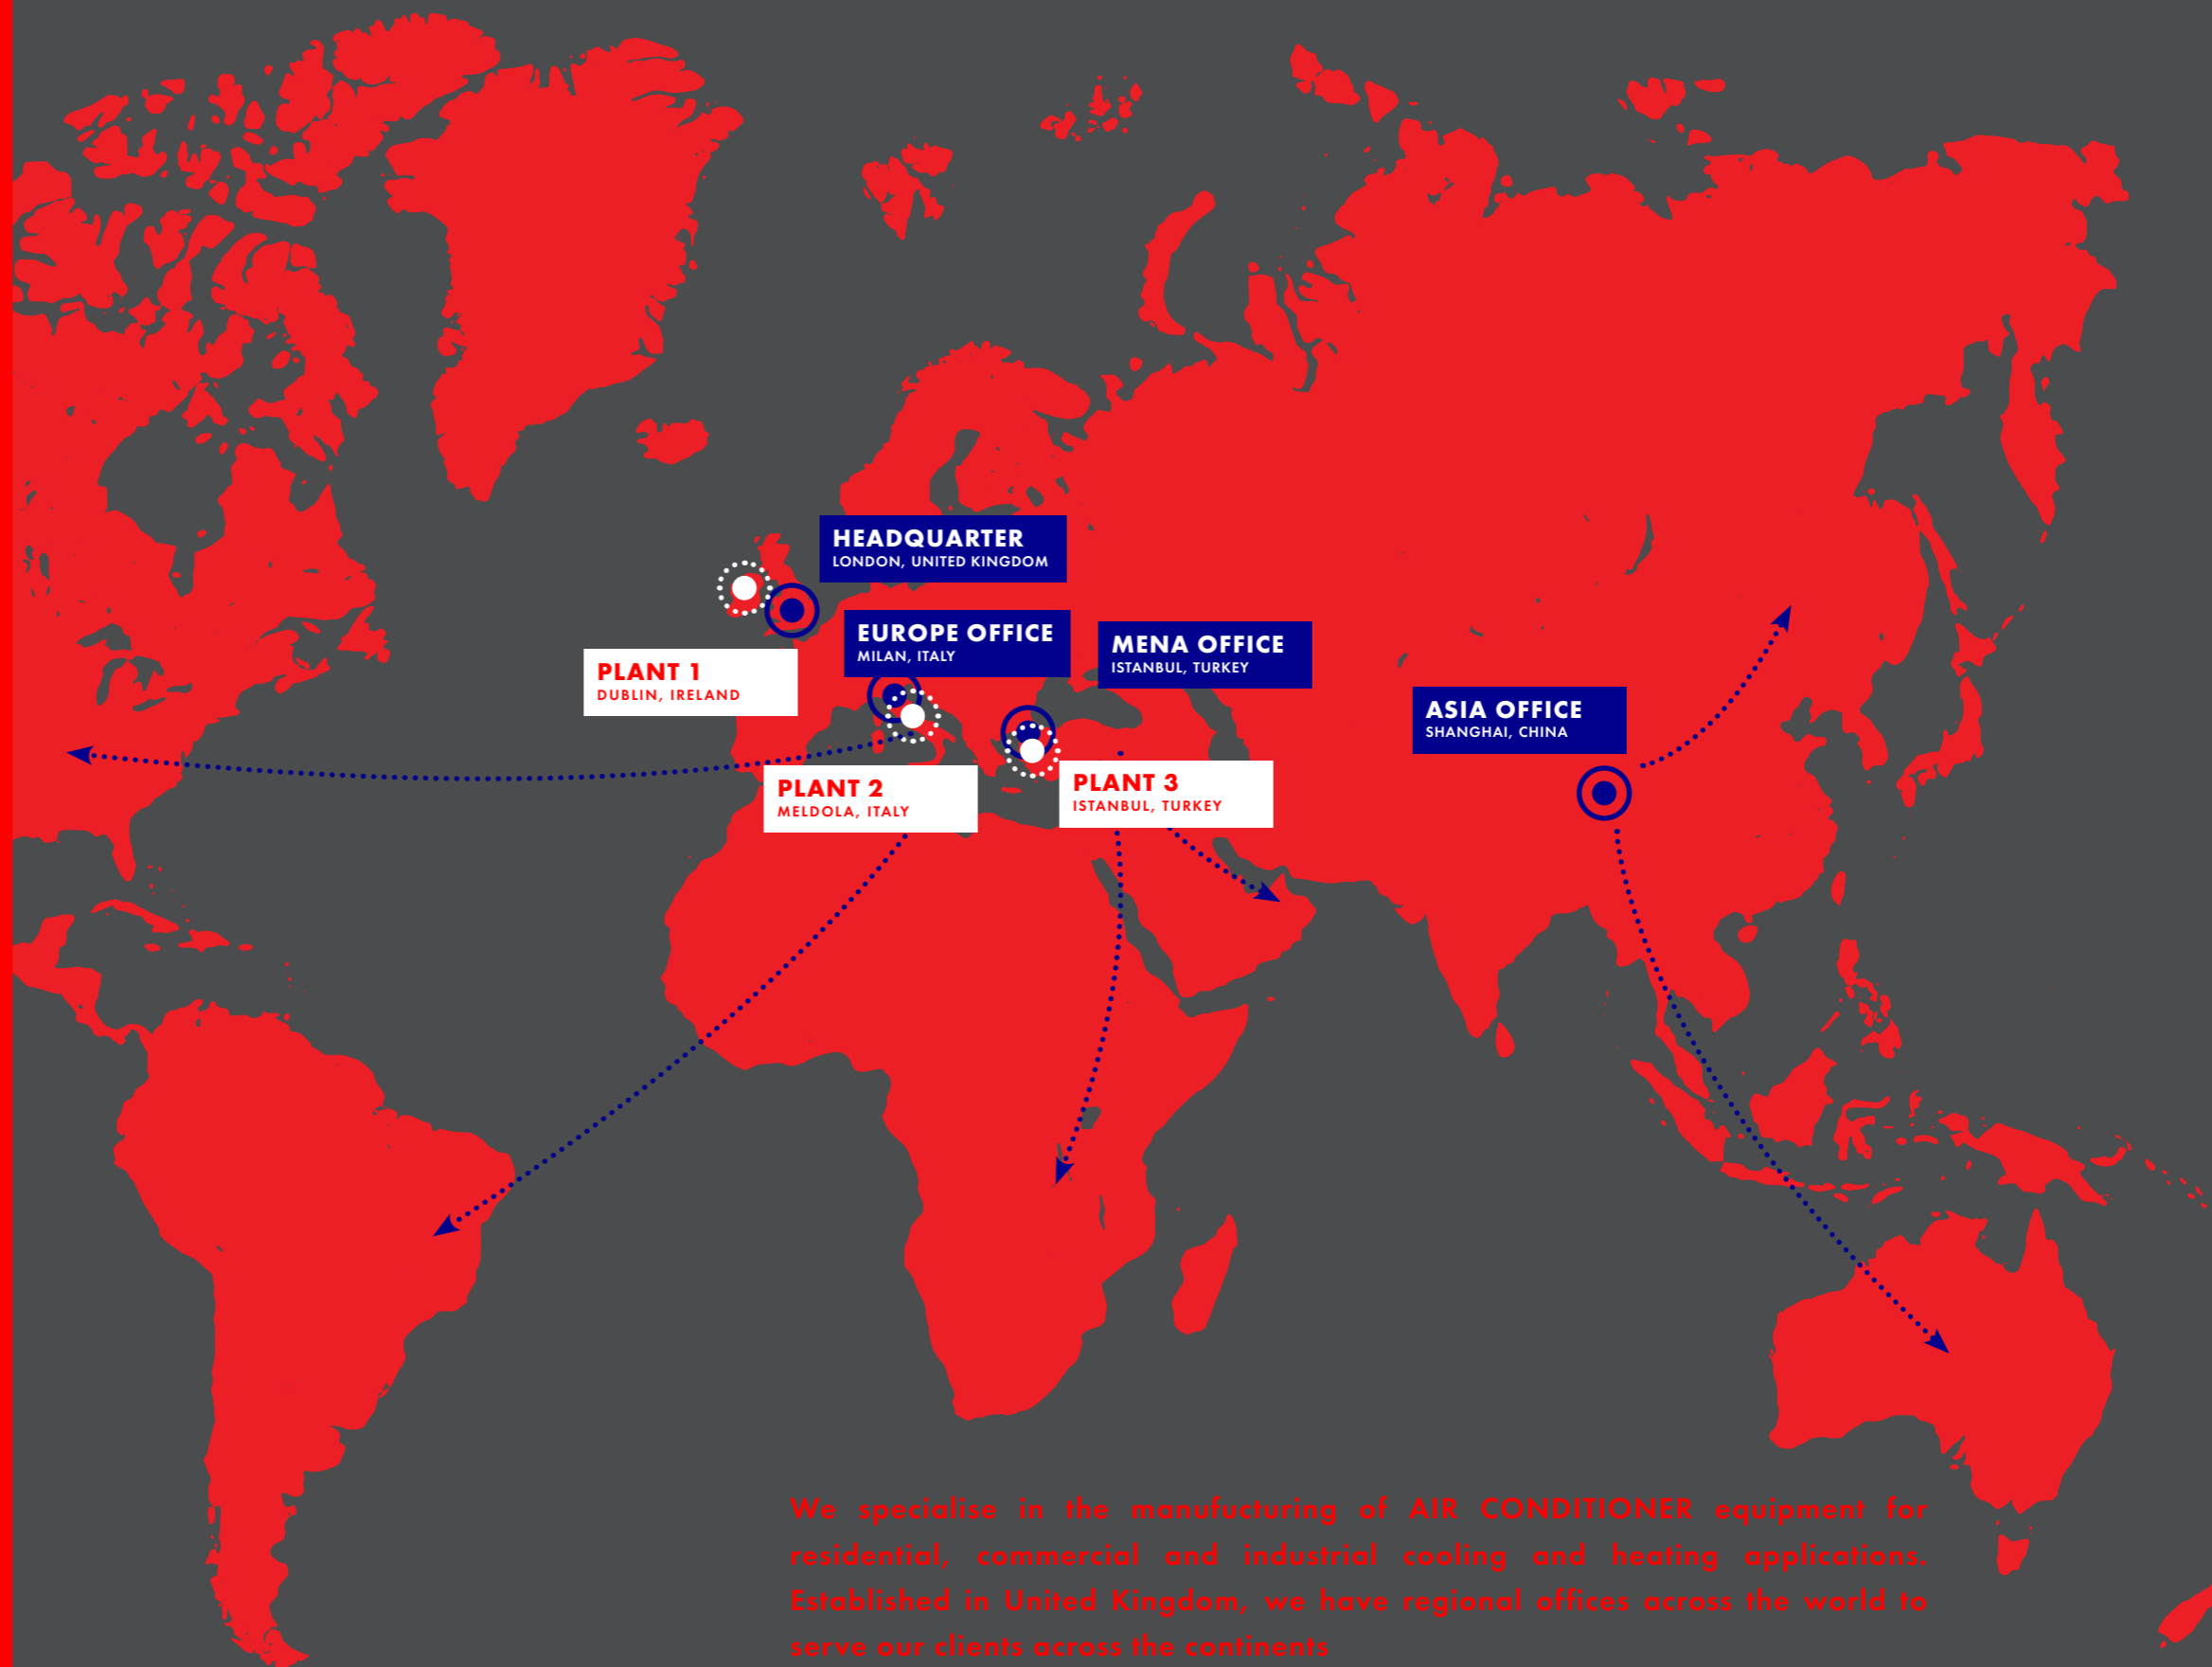 HEADQUARTER
LONDON, UNITED KINGDOM
EUROPE OFFICE
MILAN, ITALY
MENA OFFICE
ISTANBUL, TURKEY
PLANT 1
DUBLIN, IRELAND
ASIA OFFICE
SHANGHAI, CHINA
PLANT 2
MELDOLA, ITALY
PLANT 3
ISTANBUL, TURKEY
We specialise in the manufucturing of AIR CONDITIONER equipment for
residential, commercial and industrial cooling and heating applications.
Established in United Kingdom, we have regional offices across the world to
serve our clients across the continents